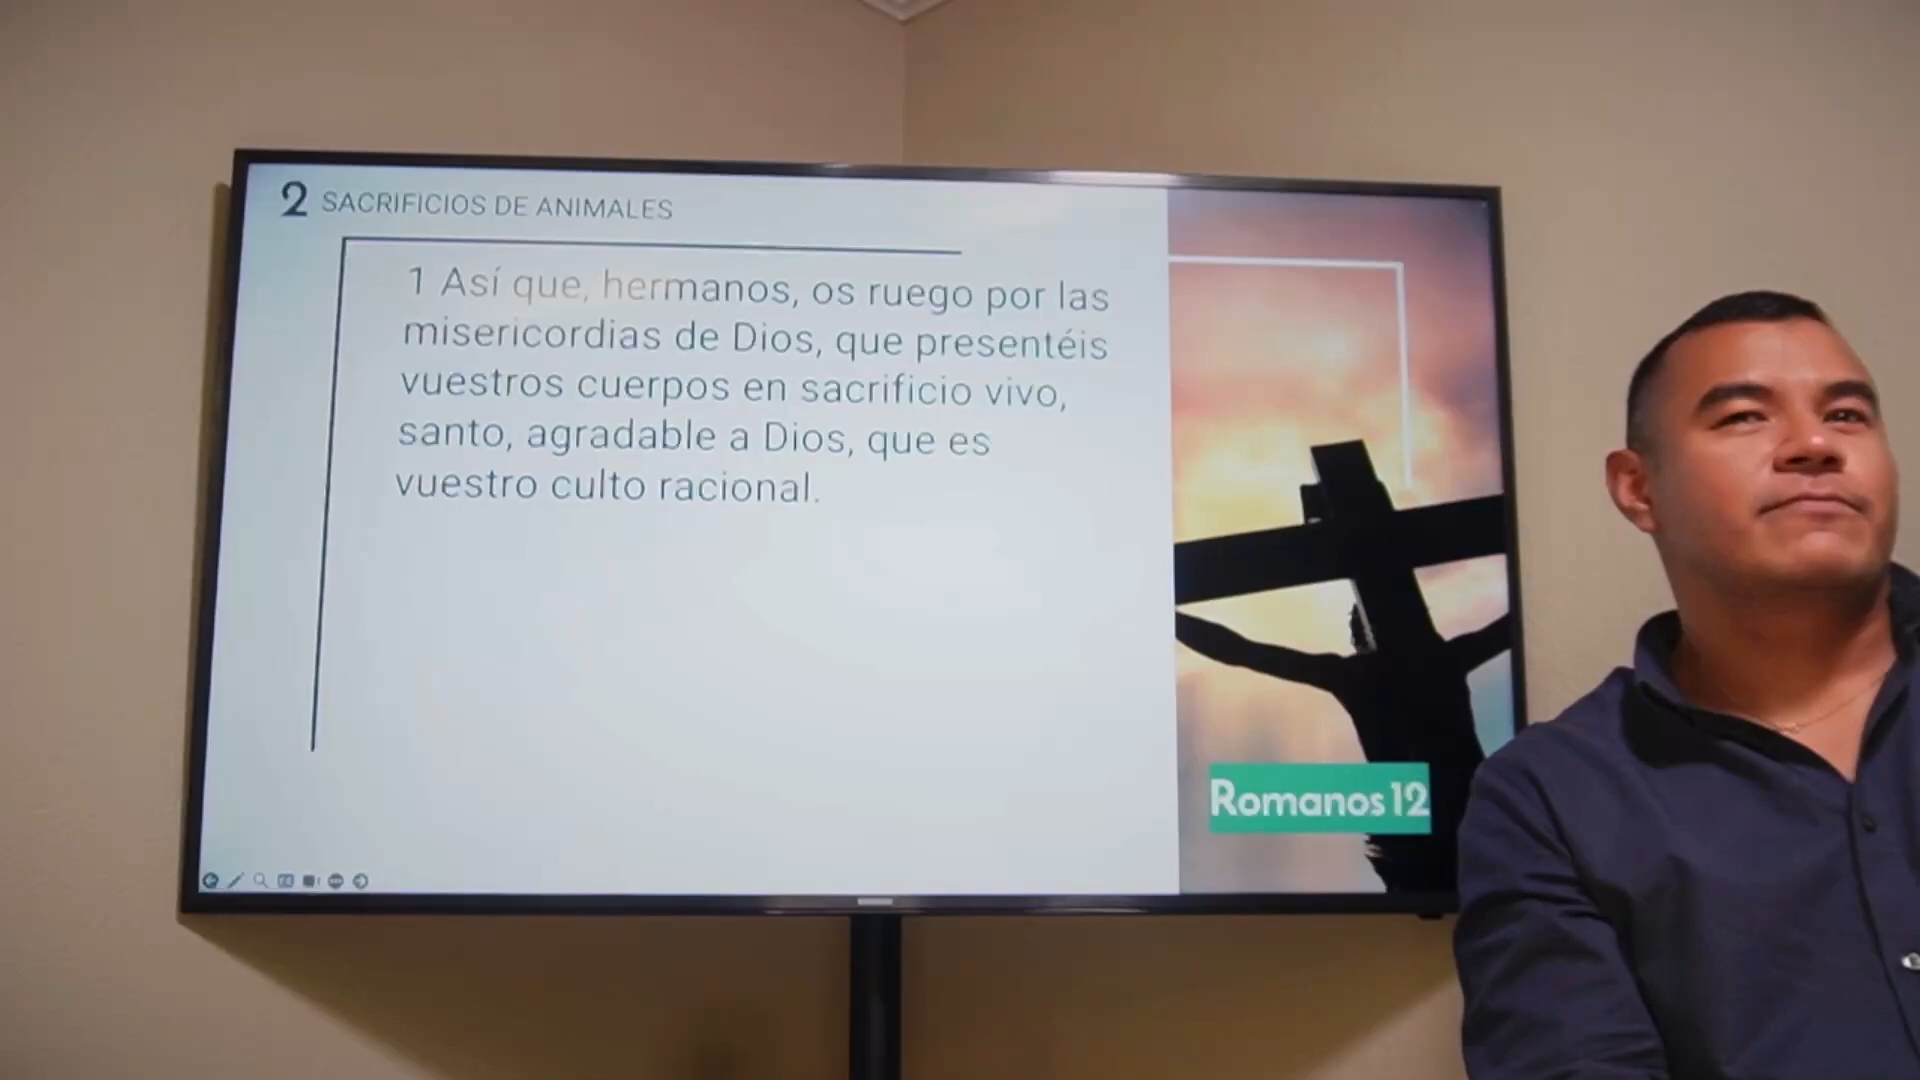 2 SACRIFICIOS DE ANIMALES
1 Así que, hermanos, os ruego por las
misericordias de Dios, que presentéis
vuestros cuerpos en sacrificio vivo,
santo, agradable a Dios, que es
vuestro culto racional.
Romanos 12